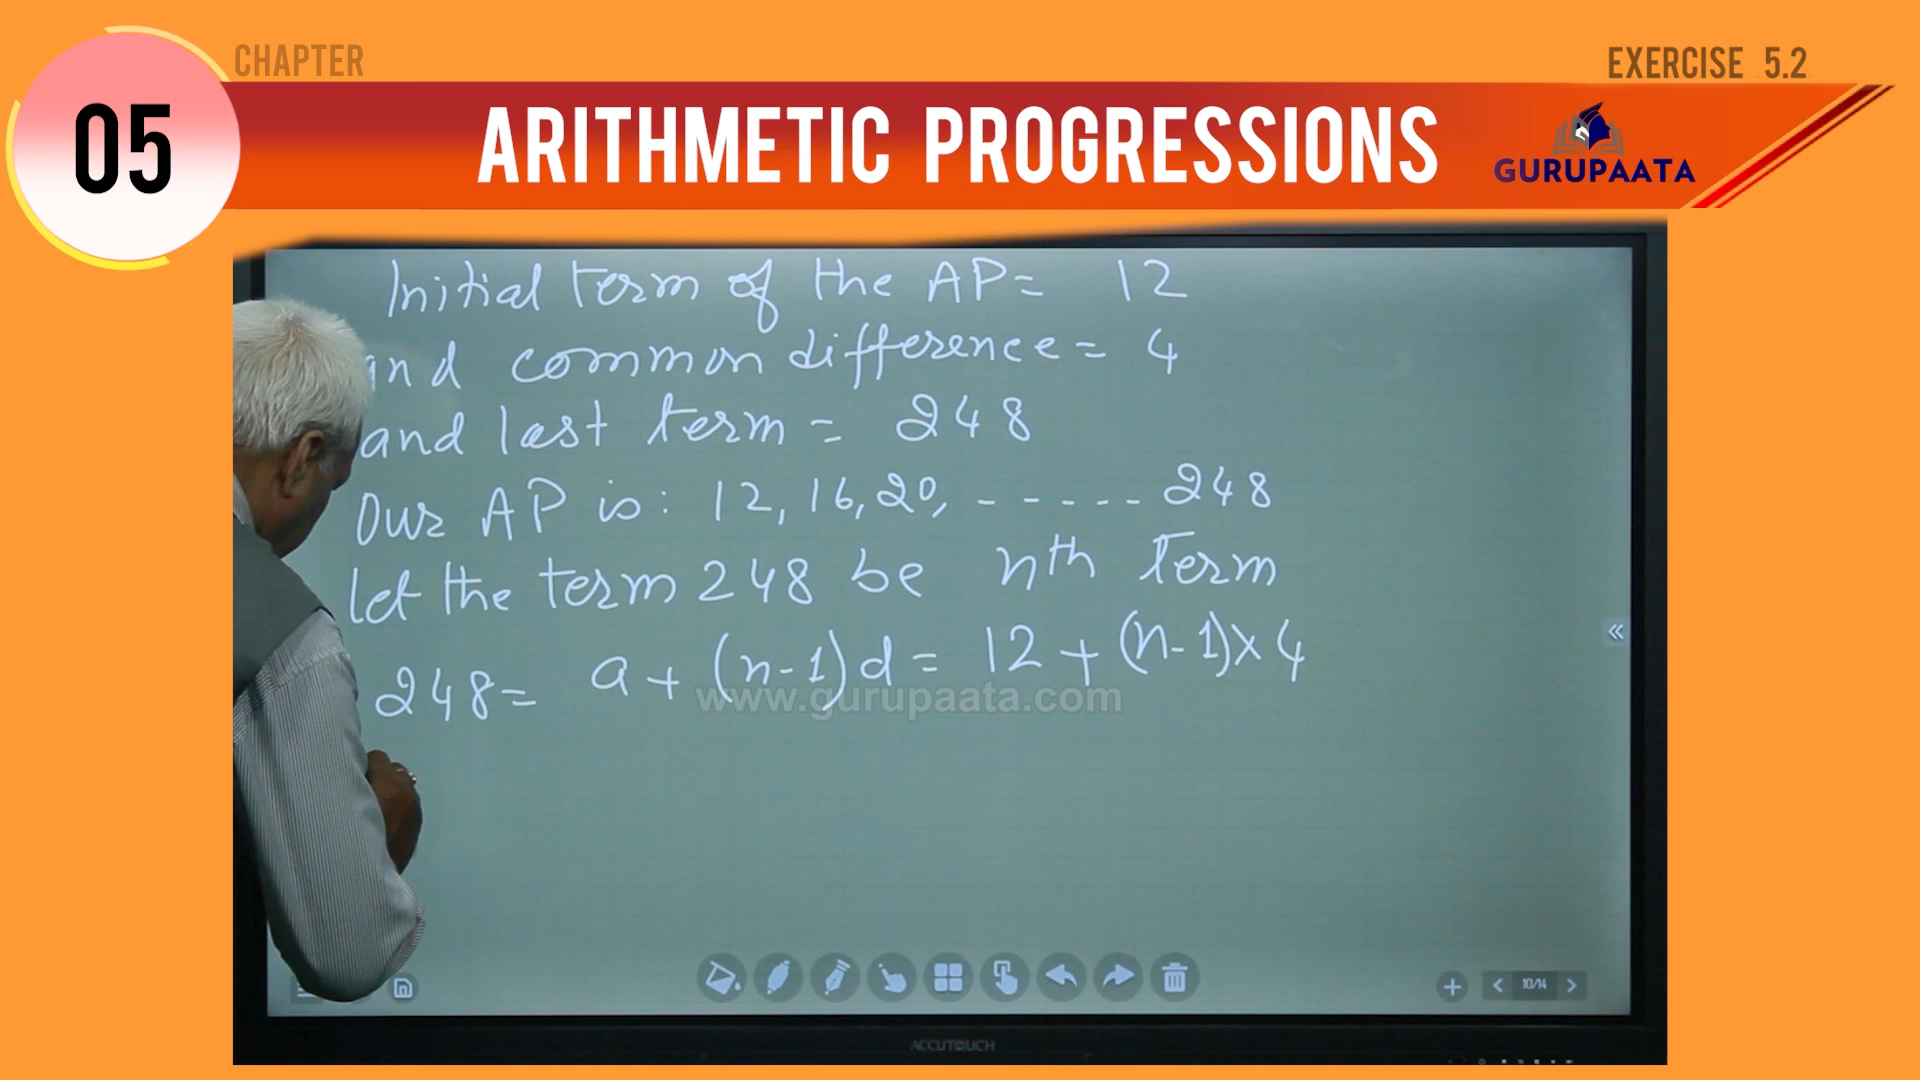 CHAPTER
EXERCISE 5.2
05
ARITHMETIC PROGRESSIONS
GURUPAATA
Initial term of the AP = 12
and common difference = 4
and last term = 248
Our AP is : 12, 16, 20, - - - - - 248
let the term 248 be nth term
248 = a + (n-1) d = 12 + (n-1) x 4
www.gurupaata.com
10/14
ACCUTOUCH